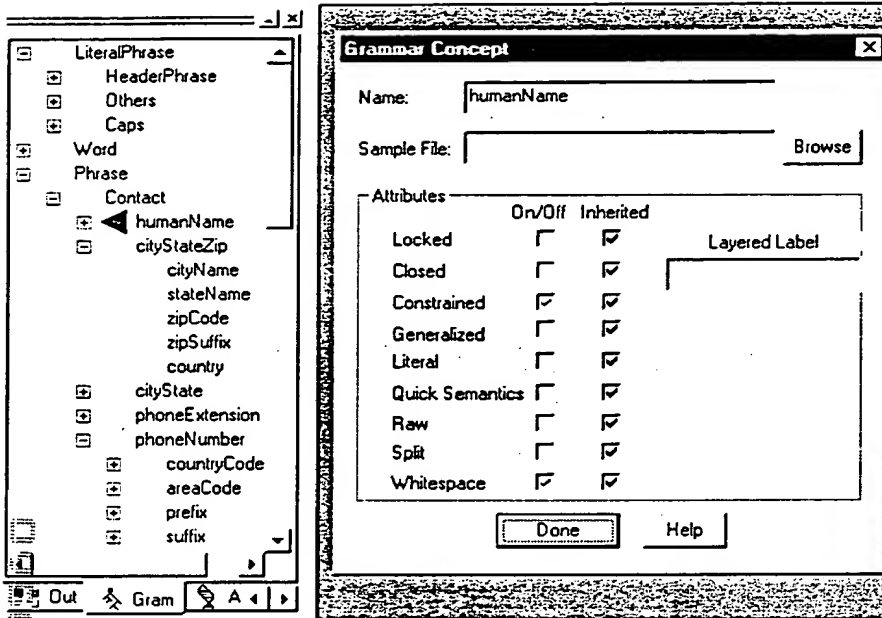 LiteralPhrase
HeaderPhrase
Others
Caps
Word
Phrase
Contact
humanName
cityStateZip
cityName
stateName
zipCode
zipSuffix
country
cityState
phoneExtension
phoneNumber
countryCode
areaCode
prefix
suffix
Out Gram A
Grammar Concept
Name: humanName
Sample File: Browse
Attributes
On/Off Inherited
Locked
Layered Label
Closed
Constrained
Generalized
Literal
Quick Semantics
Raw
Split
Whitespace
Done Help